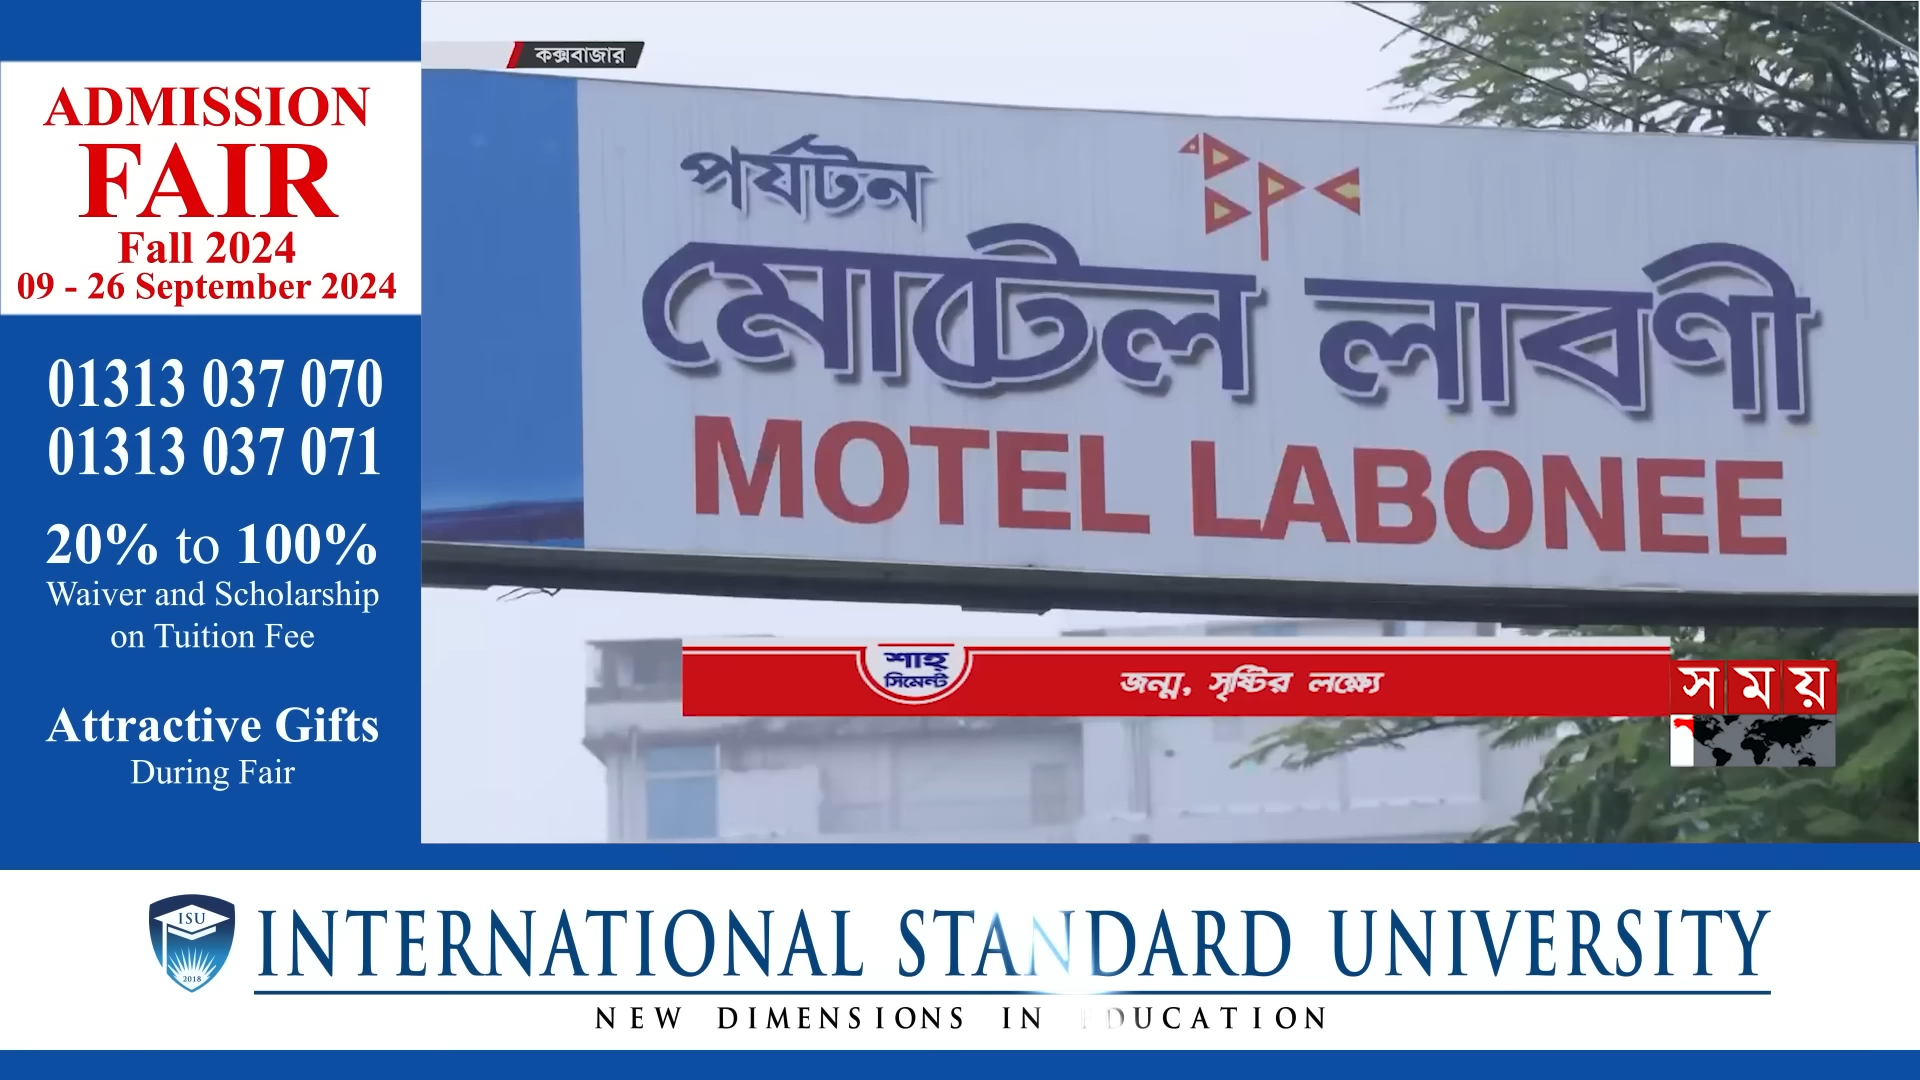 ADMISSION
FAIR
Fall 2024
09 - 26 September 2024
01313 037 070
01313 037 071
20% to 100%
Waiver and Scholarship
on Tuition Fee
Attractive Gifts
During Fair
কক্সবাজার
পর্যটন
মোটেল লাবণী
MOTEL LABONEE
শাহ্
সিমেন্ট
জন্ম, সৃষ্টির লক্ষ্যে
সময়
ISU
2018
INTERNATIONAL STANDARD UNIVERSITY
NEW DIMENSIONS IN EDUCATION